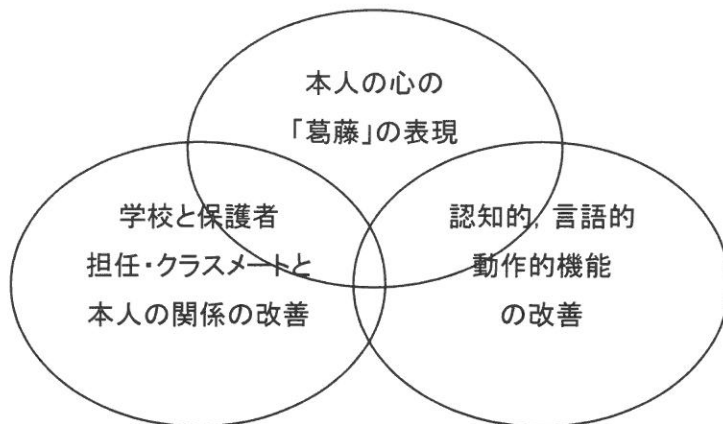 本人の心の
「葛藤」の表現
学校と保護者
担任・クラスメートと
本人の関係の改善
認知的, 言語的
動作的機能
の改善